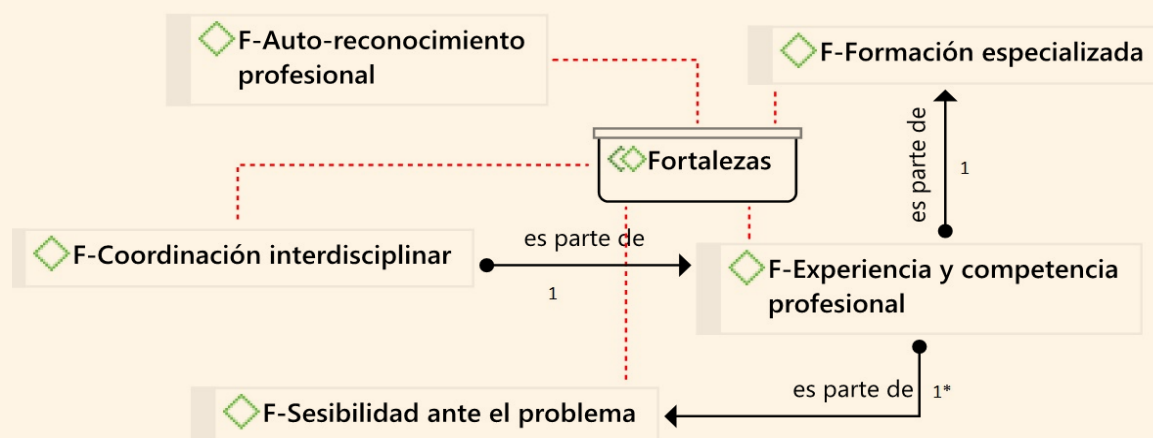 F-Auto-reconocimiento
profesional
F-Formación especializada
es parte de
1
Fortalezas
F-Coordinación interdisciplinar
es parte de
1
F-Experiencia y competencia
profesional
es parte de
1*
F-Sesibilidad ante el problema